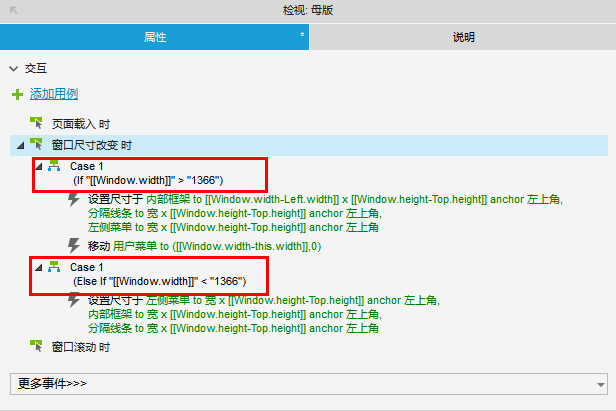 检视: 母版
属性 *
说明
交互
添加用例
页面载入 时
窗口尺寸改变 时
Case 1
(If "[[Window.width]]" > "1366")
设置尺寸于 内部框架 to [[Window.width-Left.width]] x [[Window.height-Top.height]] anchor 左上角,
分隔线条 to 宽 x [[Window.height-Top.height]] anchor 左上角,
左侧菜单 to 宽 x [[Window.height-Top.height]] anchor 左上角
移动 用户菜单 to ([[Window.width-this.width]],0)
Case 1
(Else If "[[Window.width]]" < "1366")
设置尺寸于 左侧菜单 to 宽 x [[Window.height-Top.height]] anchor 左上角,
内部框架 to 宽 x [[Window.height-Top.height]] anchor 左上角,
分隔线条 to 宽 x [[Window.height-Top.height]] anchor 左上角
窗口滚动 时
更多事件>>>